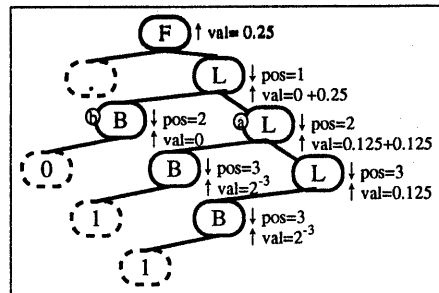 F ↑ val= 0.25
.
L ↓ pos=1
↑ val=0 +0.25
b B ↓ pos=2
↑ val=0
a L ↓ pos=2
↑ val=0.125+0.125
0
B ↓ pos=3
↑ val=2⁻³
L ↓ pos=3
↑ val=0.125
1
B ↓ pos=3
↑ val=2⁻³
1